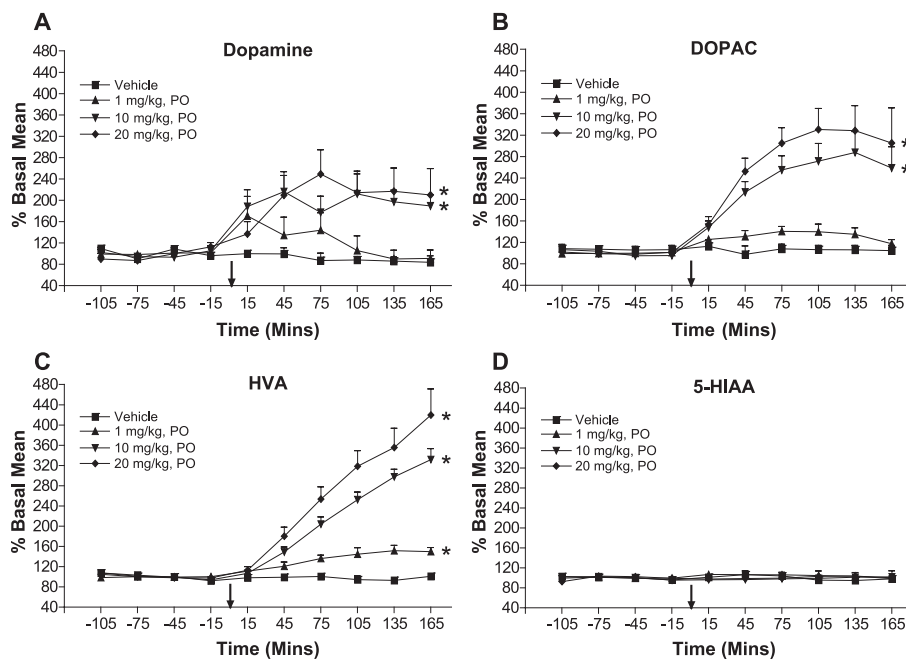 A
Dopamine
% Basal Mean
480
440
400
360
320
280
240
200
160
120
80
40
Vehicle
1 mg/kg, PO
10 mg/kg, PO
20 mg/kg, PO
*
*
-105 -75 -45 -15 15 45 75 105 135 165
Time (Mins)
B
DOPAC
% Basal Mean
480
440
400
360
320
280
240
200
160
120
80
40
Vehicle
1 mg/kg, PO
10 mg/kg, PO
20 mg/kg, PO
*
*
-105 -75 -45 -15 15 45 75 105 135 165
Time (Mins)
C
HVA
% Basal Mean
480
440
400
360
320
280
240
200
160
120
80
40
Vehicle
1 mg/kg, PO
10 mg/kg, PO
20 mg/kg, PO
*
*
*
-105 -75 -45 -15 15 45 75 105 135 165
Time (Mins)
D
5-HIAA
% Basal Mean
480
440
400
360
320
280
240
200
160
120
80
40
Vehicle
1 mg/kg, PO
10 mg/kg, PO
20 mg/kg, PO
-105 -75 -45 -15 15 45 75 105 135 165
Time (Mins)